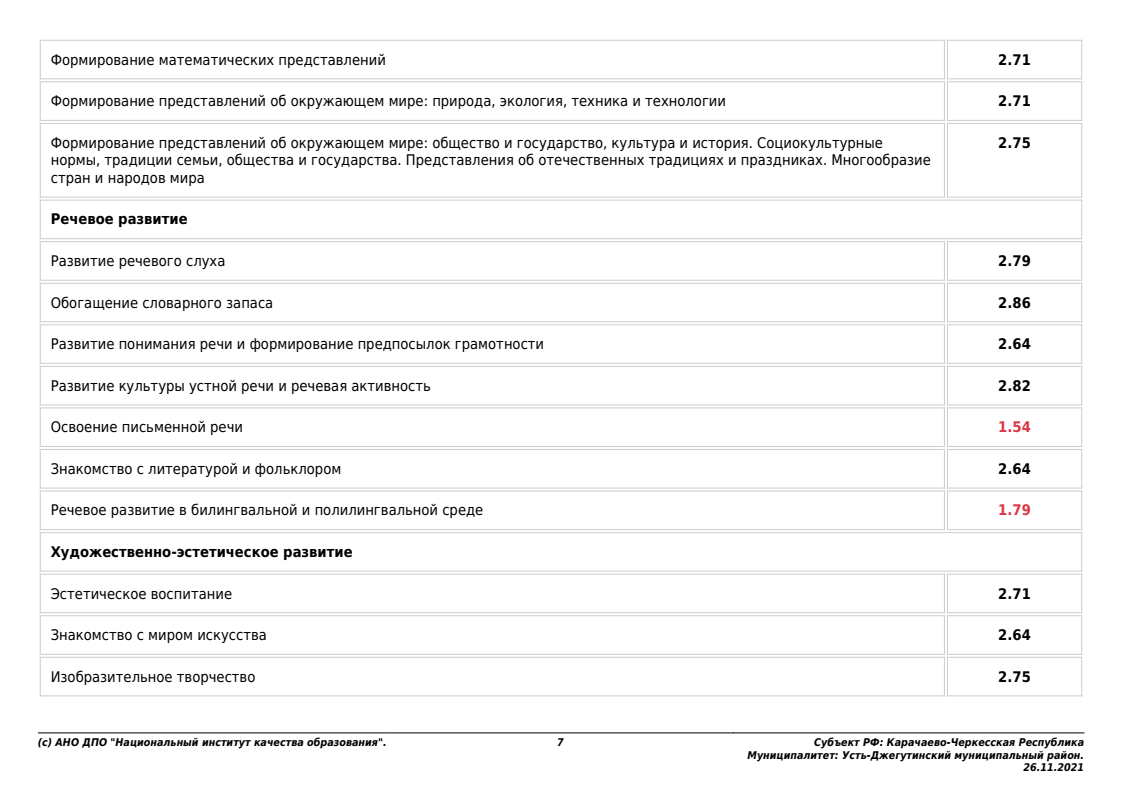 Формирование математических представлений 2.71
Формирование представлений об окружающем мире: природа, экология, техника и технологии 2.71
Формирование представлений об окружающем мире: общество и государство, культура и история. Социокультурные 2.75
нормы, традиции семьи, общества и государства. Представления об отечественных традициях и праздниках. Многообразие
стран и народов мира
Речевое развитие
Развитие речевого слуха 2.79
Обогащение словарного запаса 2.86
Развитие понимания речи и формирование предпосылок грамотности 2.64
Развитие культуры устной речи и речевая активность 2.82
Освоение письменной речи 1.54
Знакомство с литературой и фольклором 2.64
Речевое развитие в билингвальной и полилингвальной среде 1.79
Художественно-эстетическое развитие
Эстетическое воспитание 2.71
Знакомство с миром искусства 2.64
Изобразительное творчество 2.75
(с) АНО ДПО "Национальный институт качества образования". 7 Субъект РФ: Карачаево-Черкесская Республика
Муниципалитет: Усть-Джегутинский муниципальный район.
26.11.2021